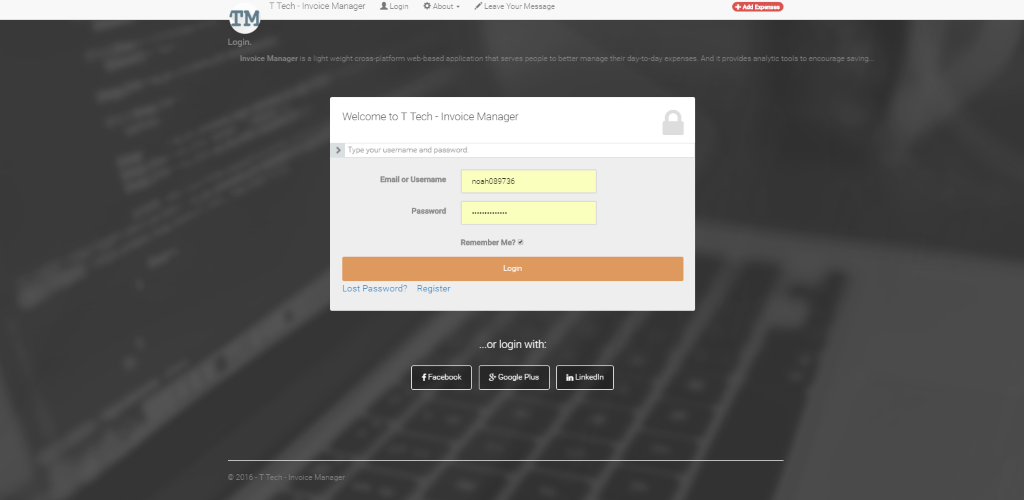 T Tech - Invoice Manager Login About Leave Your Message Add Expenses
TM
Login.
Invoice Manager is a light weight cross-platform web-based application that serves people to better manage their day-to-day expenses. And it provides analytic tools to encourage saving...
Welcome to T Tech - Invoice Manager
Type your username and password
Email or Username noah089736
Password ••••••••••••••
Remember Me?
Login
Lost Password? Register
...or login with:
Facebook Google Plus LinkedIn
© 2016 - T Tech - Invoice Manager